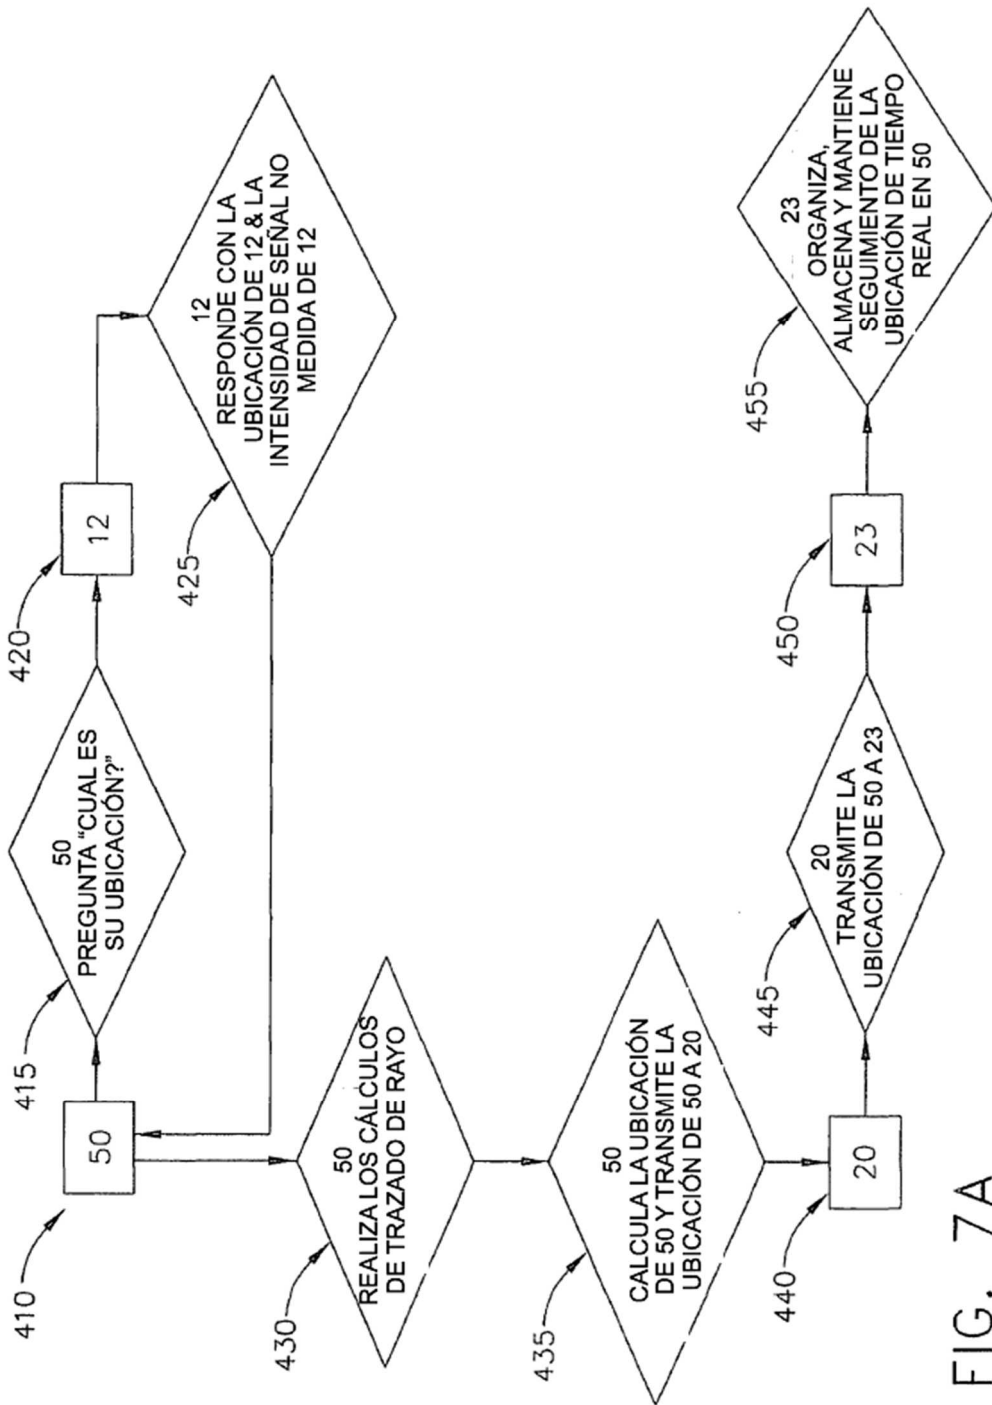 410
50
415
50
PREGUNTA “CUAL ES
SU UBICACIÓN?”
420
12
425
12
RESPONDE CON LA
UBICACIÓN DE 12 & LA
INTENSIDAD DE SEÑAL NO
MEDIDA DE 12
430
50
REALIZA LOS CÁLCULOS
DE TRAZADO DE RAYO
435
50
CALCULA LA UBICACIÓN
DE 50 Y TRANSMITE LA
UBICACIÓN DE 50 A 20
440
20
445
20
TRANSMITE LA
UBICACIÓN DE 50 A 23
450
23
455
23
ORGANIZA,
ALMACENA Y MANTIENE
SEGUIMIENTO DE LA
UBICACIÓN DE TIEMPO
REAL EN 50
FIG. 7A